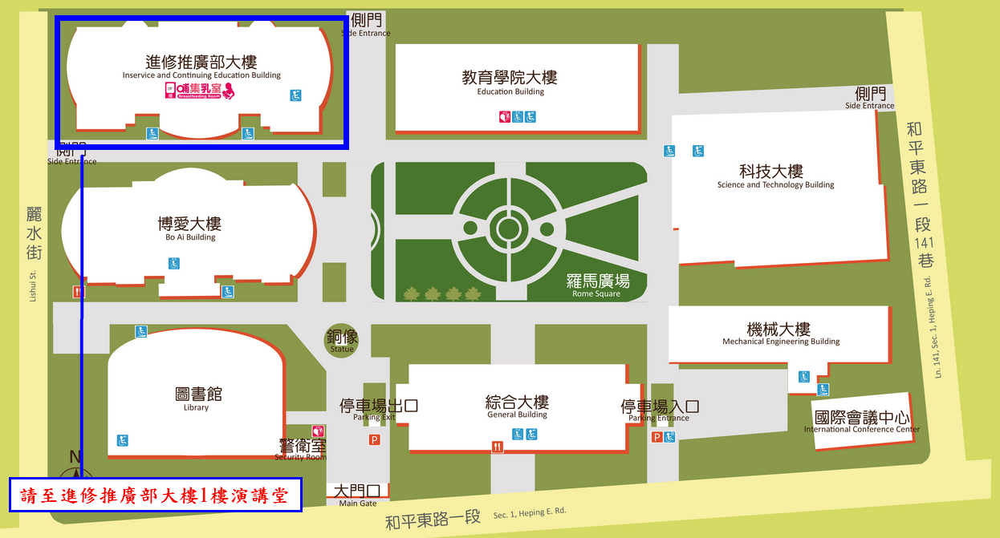 側門
Side Entrance
進修推廣部大樓
Inservice and Continuing Education Building
2F
樓
哺集乳室
Breastfeeding Room
教育學院大樓
Education Building
側門
Side Entrance
側門
Side Entrance
科技大樓
Science and Technology Building
和平東路一段141巷
Ln. 141, Sec. 1, Heping E. Rd.
博愛大樓
Bo Ai Building
麗水街
Lishui St.
羅馬廣場
Rome Square
銅像
Statue
機械大樓
Mechanical Engineering Building
圖書館
Library
停車場出口
Parking Exit
P
綜合大樓
General Building
停車場入口
Parking Entrance
P
國際會議中心
International Conference Center
警衛室
Security Room
N
請至進修推廣部大樓1樓演講堂
大門口
Main Gate
和平東路一段
Sec. 1, Heping E. Rd.